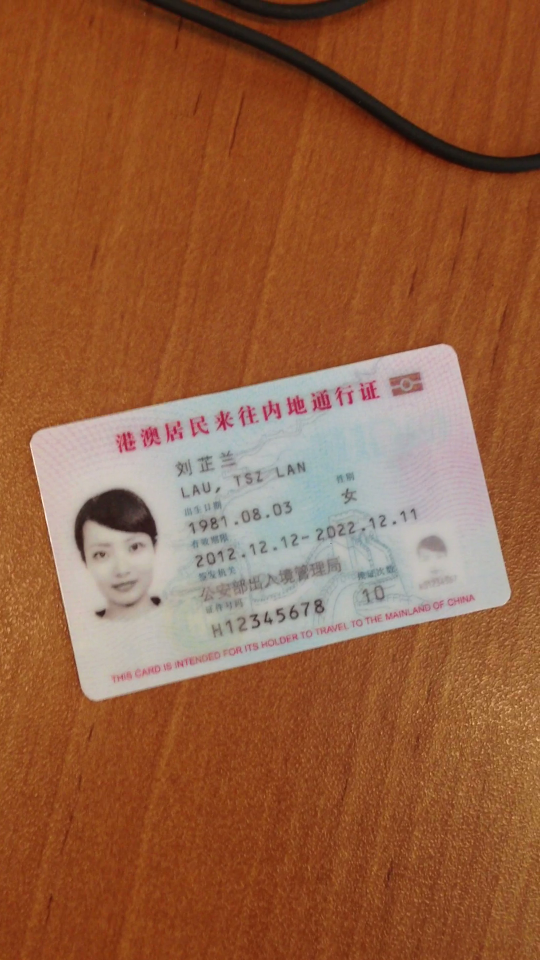 港澳居民来往内地通行证
刘芷兰
LAU, TSZ LAN
出生日期 性别
1981.08.03 女
有效期限
2012.12.12-2022.12.11
签发机关
公安部出入境管理局
证件号码 换证次数
H12345678 10
THIS CARD IS INTENDED FOR ITS HOLDER TO TRAVEL TO THE MAINLAND OF CHINA